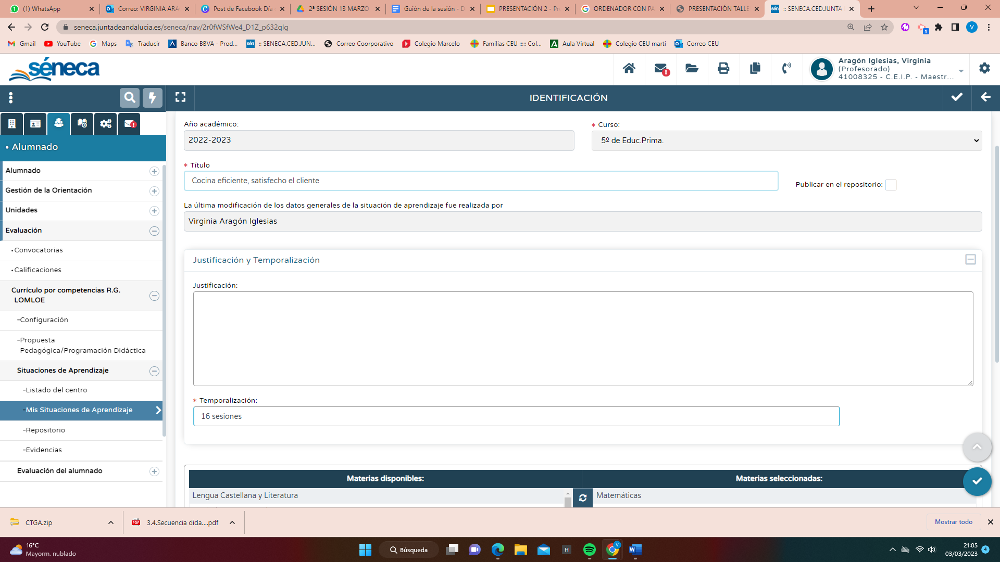 (1) WhatsApp
Correo: VIRGINIA ARA
Post de Facebook Día
2ª SESIÓN 13 MARZO
Guión de la sesión - D
PRESENTACIÓN 2 - Pr
ORDENADOR CON PA
PRESENTACIÓN TALLE
:: SENECA.CED.JUNTA
seneca.juntadeandalucia.es/seneca/nav/2r0fWSfWe4_D1Z_p632qIg
Gmail
YouTube
Maps
Traducir
Banco BBVA - Prod...
:: SENECA.CED.JUN...
Correo Coorporativo
Colegio Marcelo
Familias CEU ::::: Col...
Aula Virtual
Colegio CEU marti
Correo CEU
séneca
Aragón Iglesias, Virginia
(Profesorado)
41008325 - C.E.I.P. - Maestr...
IDENTIFICACIÓN
• Alumnado
Alumnado
Gestión de la Orientación
Unidades
Evaluación
• Convocatorias
• Calificaciones
Currículo por competencias R.G.
LOMLOE
-Configuración
-Propuesta
Pedagógica/Programación Didáctica
Situaciones de Aprendizaje
-Listado del centro
-Mis Situaciones de Aprendizaje
-Repositorio
-Evidencias
Evaluación del alumnado
Año académico:
2022-2023
* Curso:
5º de Educ.Prima.
* Título
Cocina eficiente, satisfecho el cliente
Publicar en el repositorio:
La última modificación de los datos generales de la situación de aprendizaje fue realizada por
Virginia Aragón Iglesias
Justificación y Temporalización
Justificación:
* Temporalización:
16 sesiones
Materias disponibles:
Materias seleccionadas:
Lengua Castellana y Literatura
Matemáticas
CTGA.zip
3.4.Secuencia dida....pdf
Mostrar todo
16°C
Mayorm. nublado
Búsqueda
21:05
03/03/2023
4